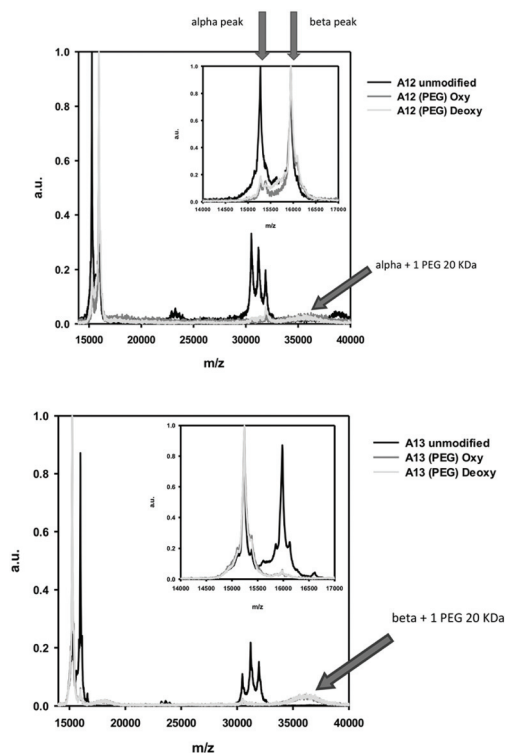 alpha peak beta peak
A12 unmodified
A12 (PEG) Oxy
A12 (PEG) Deoxy
1.0
0.8
0.6
0.4
0.2
0.0
a.u.
1.0
0.8
0.6
0.4
0.2
0.0
a.u.
14000 14500 15000 15500 16000 16500 17000
m/z
alpha + 1 PEG 20 KDa
15000 20000 25000 30000 35000 40000
m/z
A13 unmodified
A13 (PEG) Oxy
A13 (PEG) Deoxy
1.0
0.8
0.6
0.4
0.2
0.0
a.u.
1.0
0.8
0.6
0.4
0.2
0.0
a.u.
14000 14500 15000 15500 16000 16500 17000
m/z
beta + 1 PEG 20 KDa
15000 20000 25000 30000 35000 40000
m/z